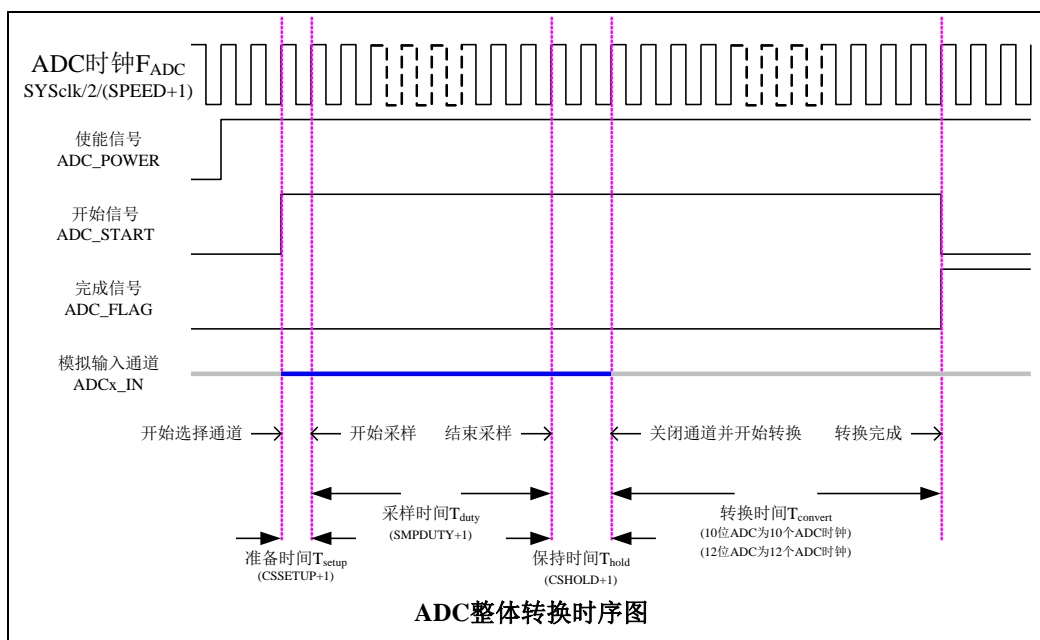 ADC时钟FADC
SYSclk/2/(SPEED+1)
使能信号
ADC_POWER
开始信号
ADC_START
完成信号
ADC_FLAG
模拟输入通道
ADCx_IN
开始选择通道
开始采样
结束采样
关闭通道并开始转换
转换完成
采样时间Tduty
(SMPDUTY+1)
转换时间Tconvert
(10位ADC为10个ADC时钟)
(12位ADC为12个ADC时钟)
准备时间Tsetup
(CSSETUP+1)
保持时间Thold
(CSHOLD+1)
ADC整体转换时序图